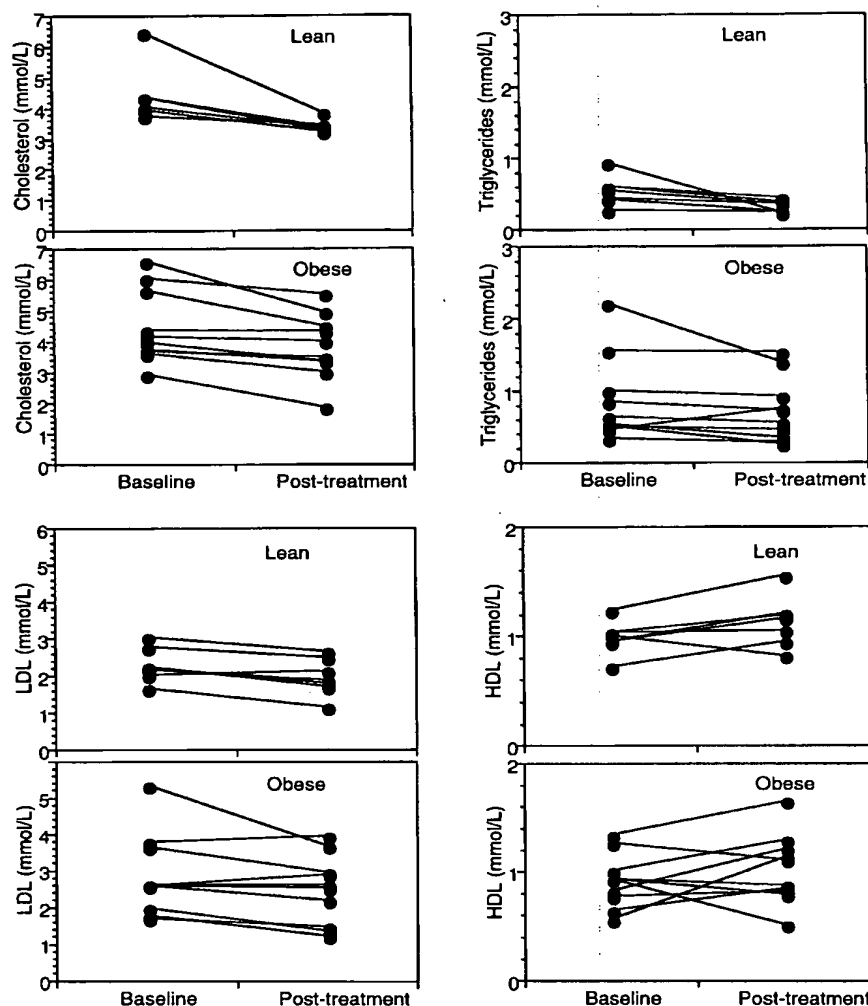 Cholesterol (mmol/L)
7
6
5
4
3
2
1
0
Lean
Triglycerides (mmol/L)
3
2
1
0
Lean
Cholesterol (mmol/L)
7
6
5
4
3
2
1
0
Obese
Baseline
Post-treatment
Triglycerides (mmol/L)
3
2
1
0
Obese
Baseline
Post-treatment
LDL (mmol/L)
6
5
4
3
2
1
0
Lean
HDL (mmol/L)
2
1
0
Lean
LDL (mmol/L)
5
4
3
2
1
0
Obese
Baseline
Post-treatment
HDL (mmol/L)
2
1
0
Obese
Baseline
Post-treatment